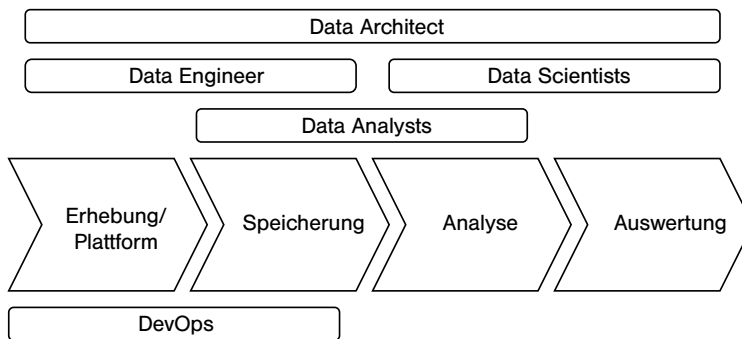 Data Architect
Data Engineer
Data Scientists
Data Analysts
Erhebung/
Plattform
Speicherung
Analyse
Auswertung
DevOps